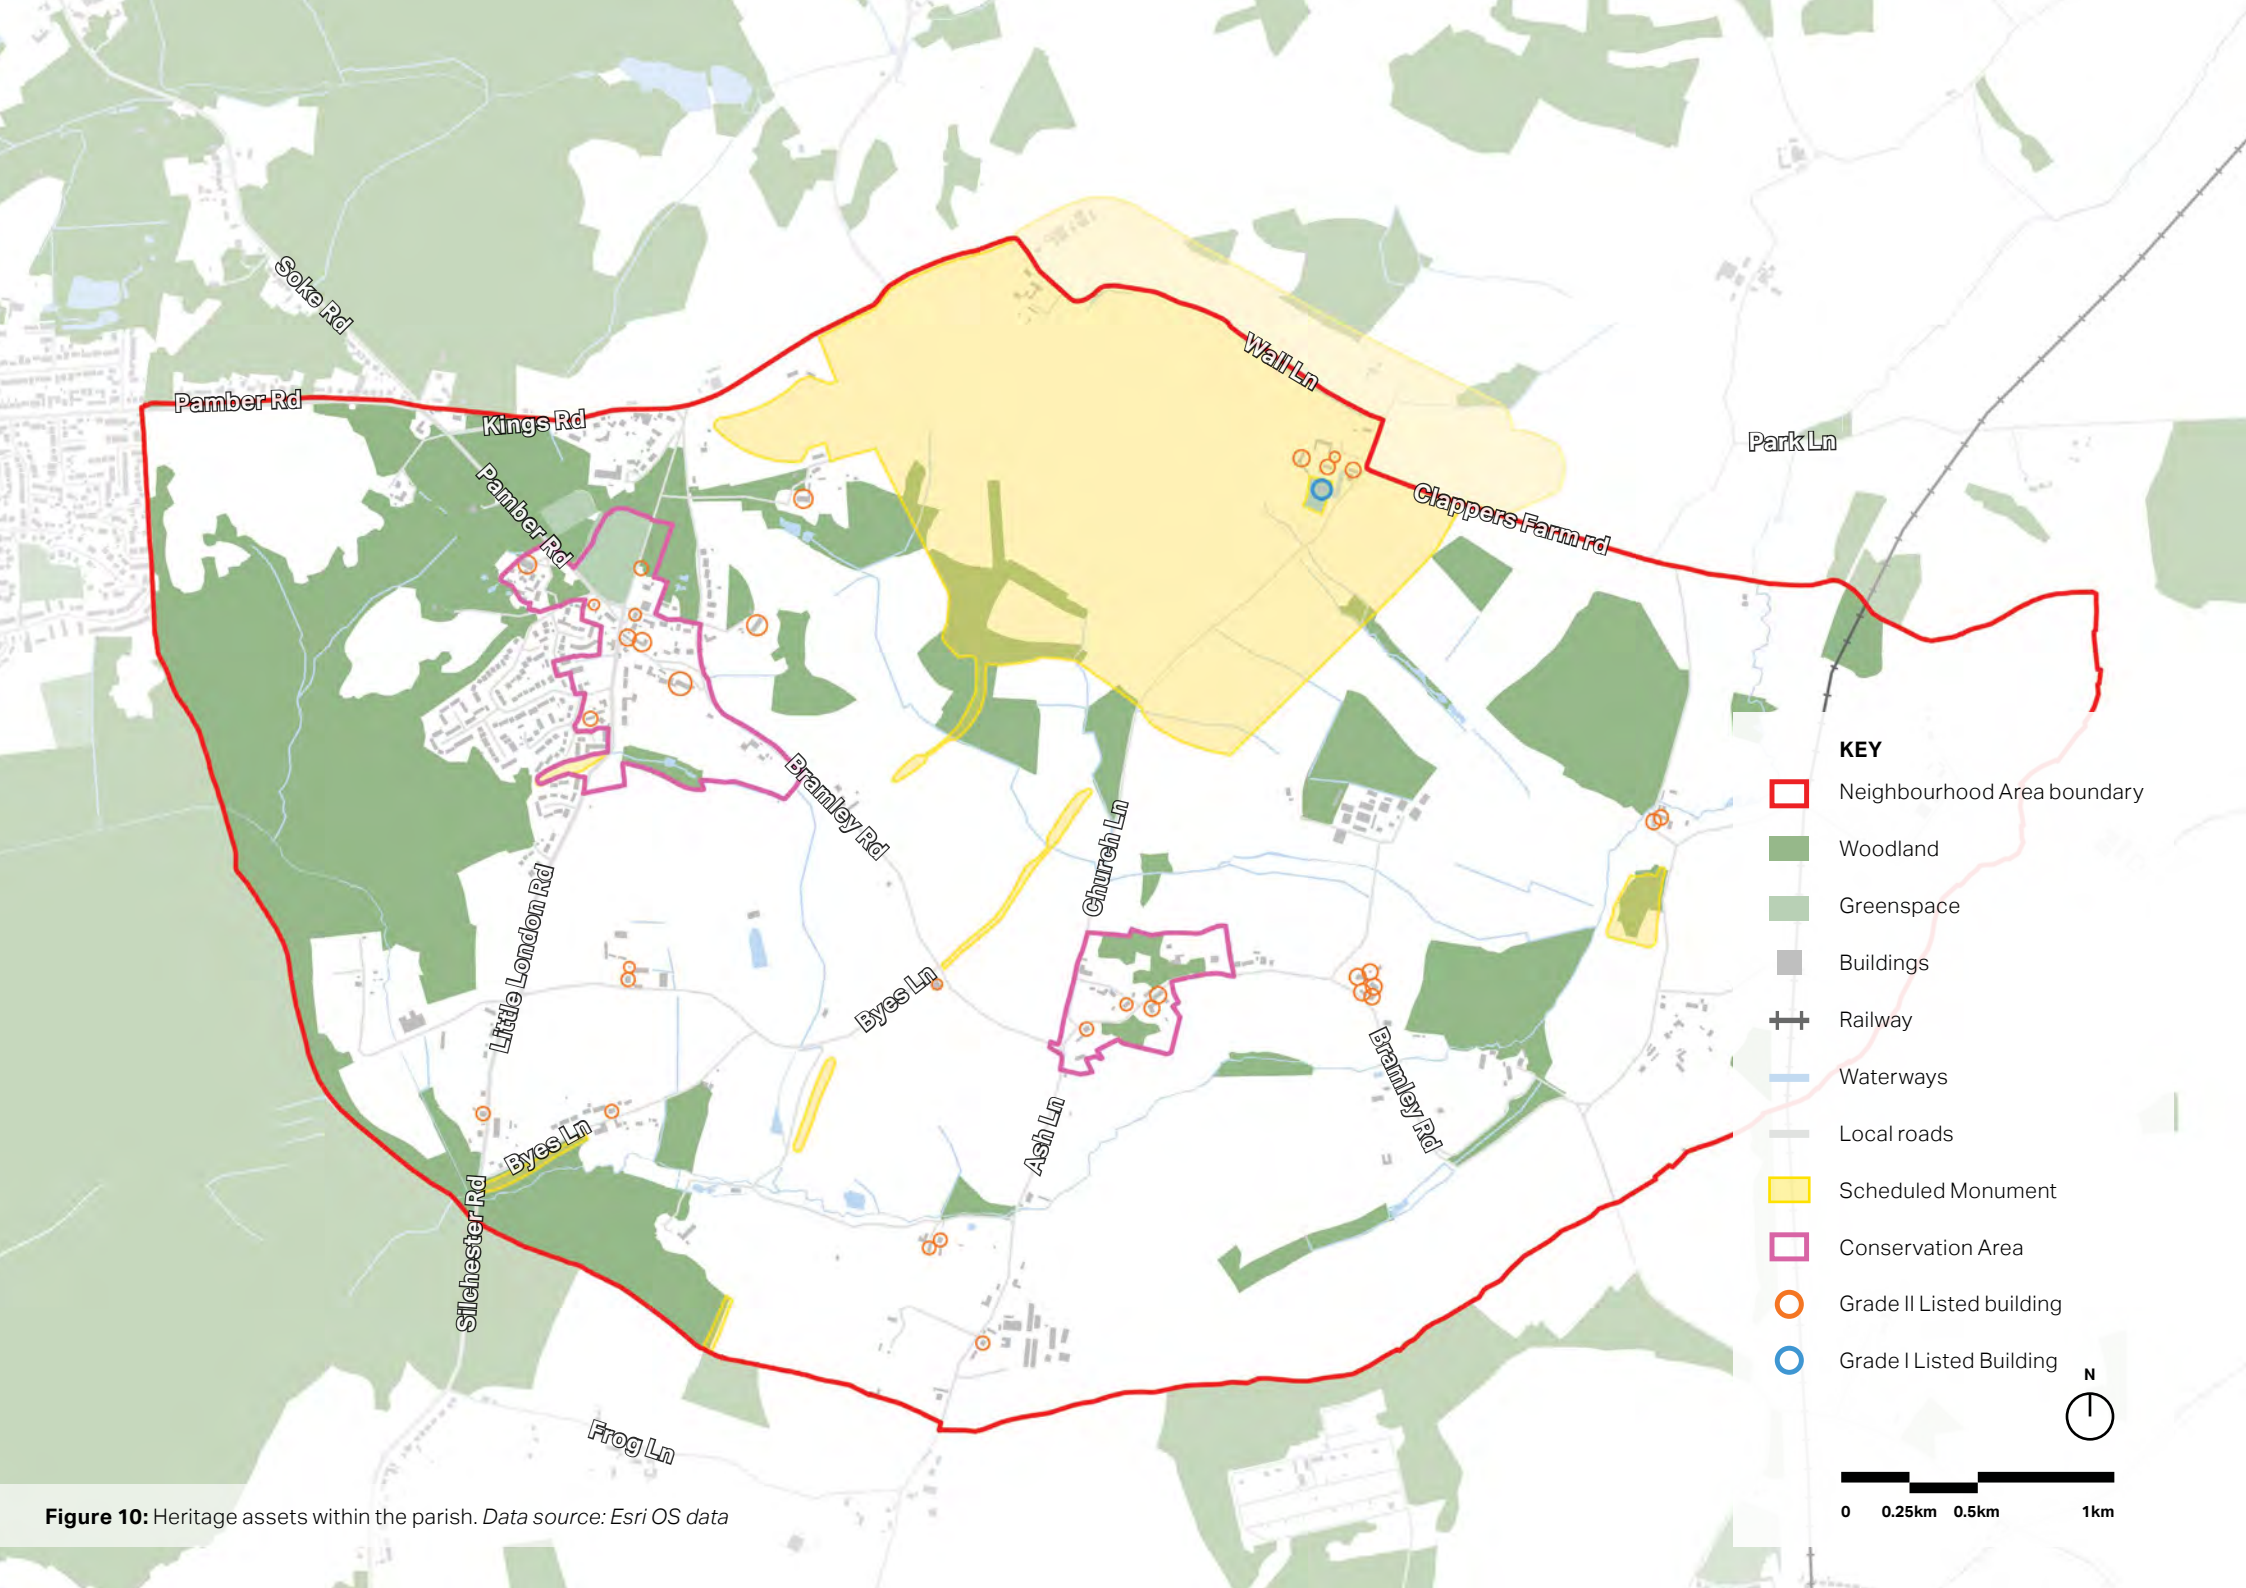 Soke Rd
Wall Ln
Pamber Rd
Kings Rd
Park Ln
Pamber Rd
Clappers Farm rd
Bramley Rd
Church Ln
Little London Rd
Byes Ln
Bramley Rd
Ash Ln
Byes Ln
Silchester Rd
Frog Ln
KEY
Neighbourhood Area boundary
Woodland
Greenspace
Buildings
Railway
Waterways
Local roads
Scheduled Monument
Conservation Area
Grade II Listed building
Grade I Listed Building
N
0 0.25km 0.5km 1km
Figure 10: Heritage assets within the parish. Data source: Esri OS data